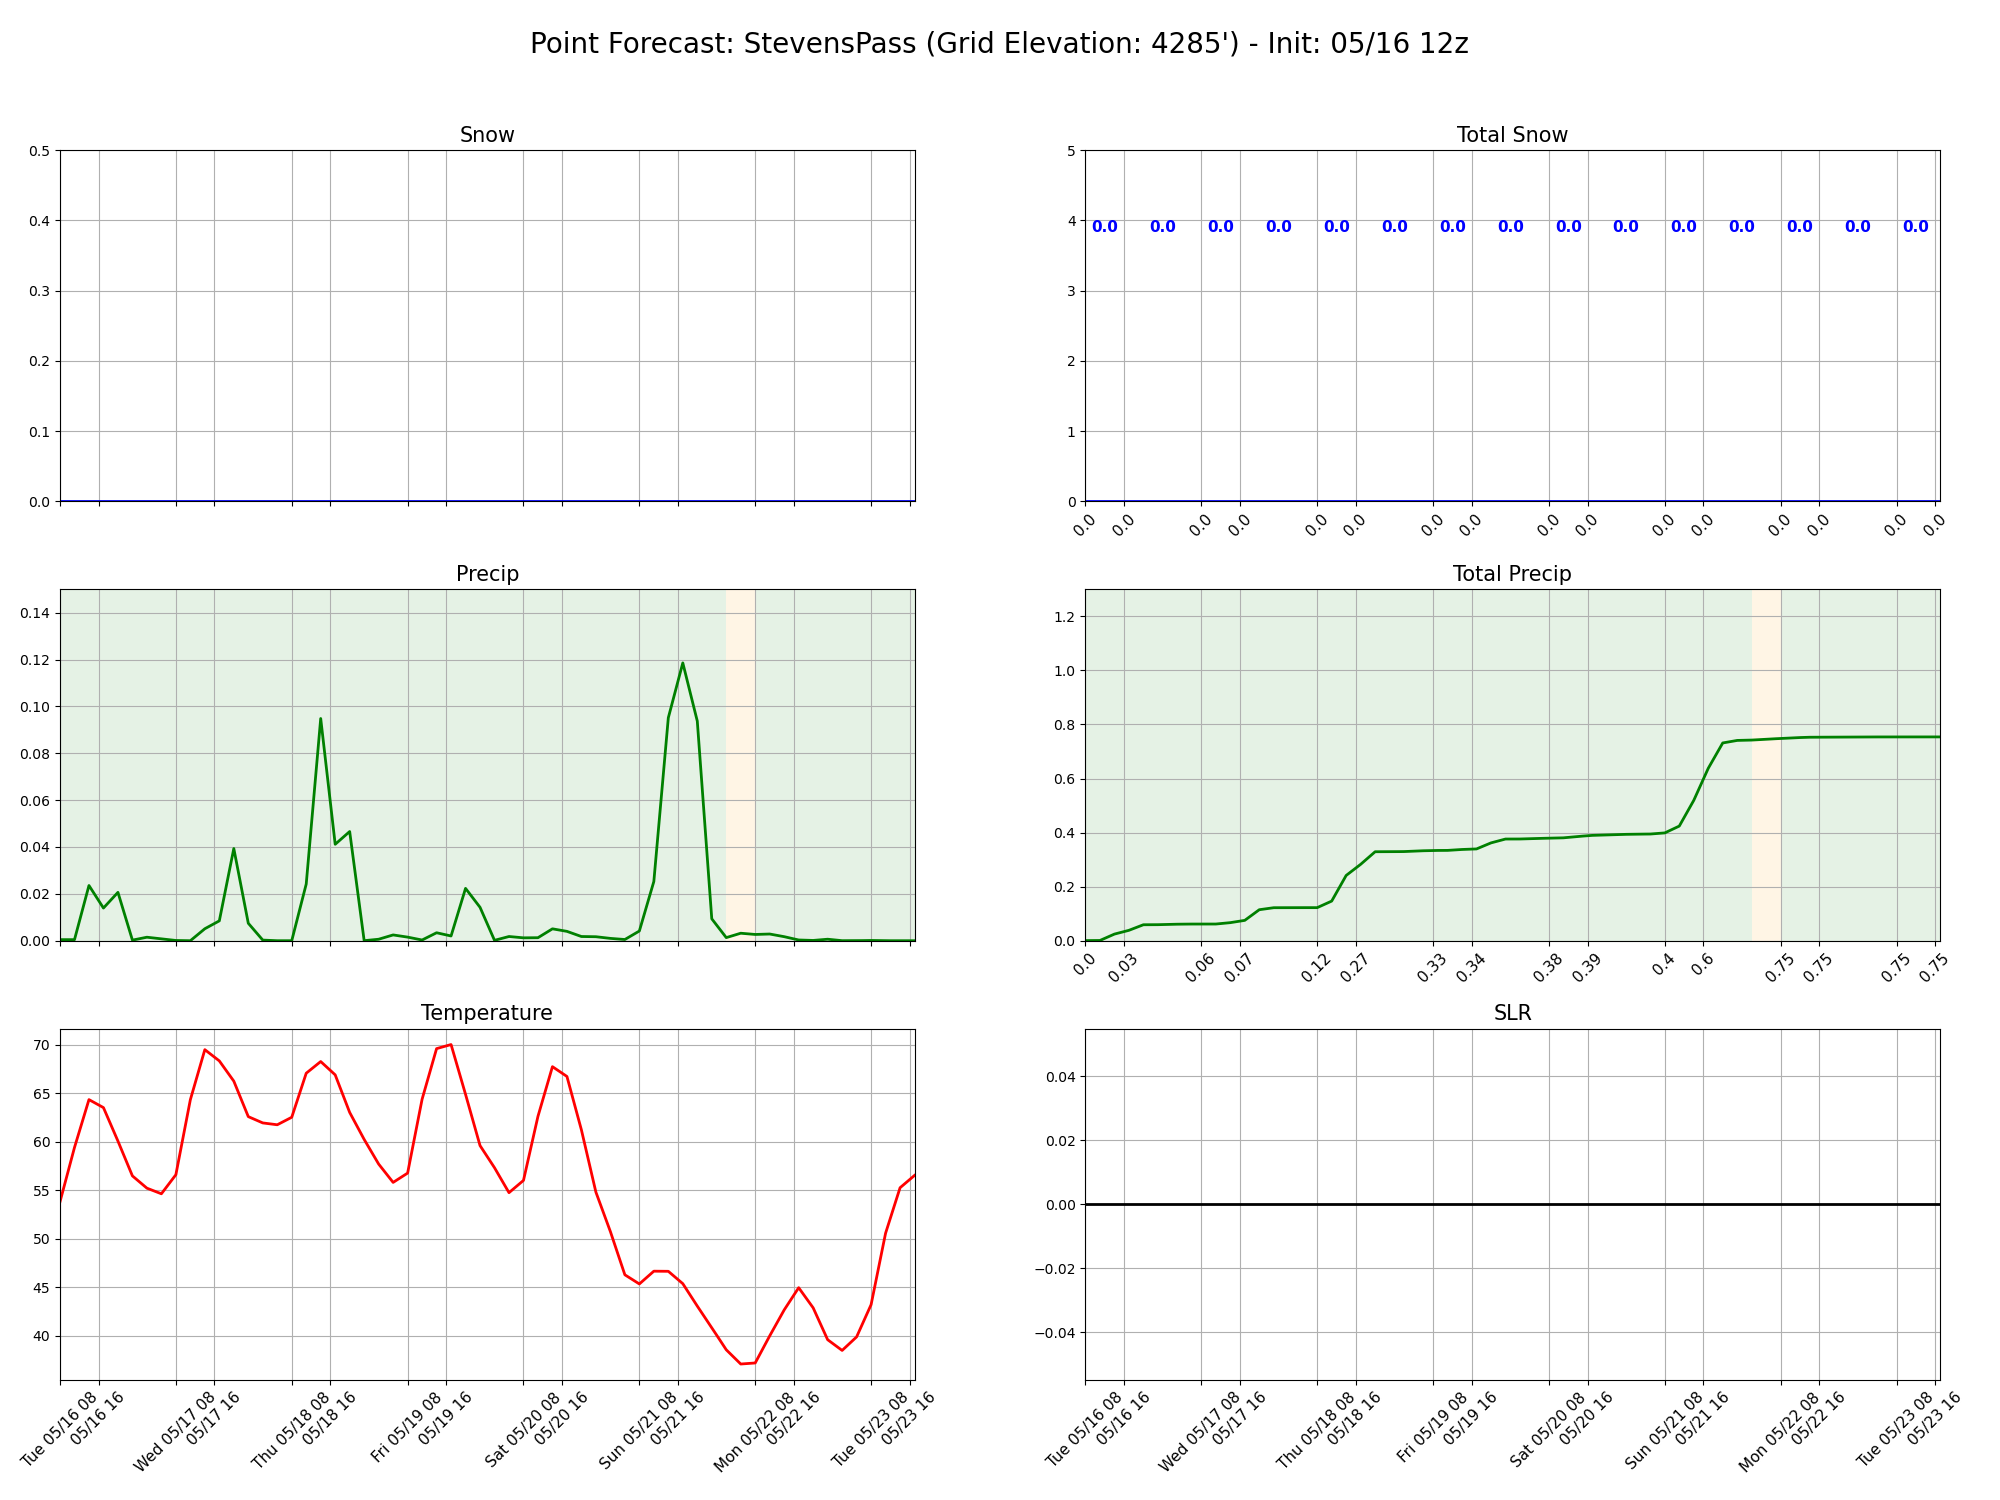 Point Forecast: StevensPass (Grid Elevation: 4285') - Init: 05/16 12z
Snow
0.5
0.4
0.3
0.2
0.1
0.0
Total Snow
5
4
3
2
1
0
0.0 0.0 0.0 0.0 0.0 0.0 0.0 0.0 0.0 0.0 0.0 0.0 0.0 0.0 0.0
0.0 0.0 0.0 0.0 0.0 0.0 0.0 0.0 0.0 0.0 0.0 0.0 0.0 0.0 0.0 0.0
Precip
0.14
0.12
0.10
0.08
0.06
0.04
0.02
0.00
Total Precip
1.2
1.0
0.8
0.6
0.4
0.2
0.0
0.0 0.03 0.06 0.07 0.12 0.27 0.33 0.34 0.38 0.39 0.4 0.6 0.75 0.75 0.75 0.75
Temperature
70
65
60
55
50
45
40
Tue 05/16 08
05/16 16
Wed 05/17 08
05/17 16
Thu 05/18 08
05/18 16
Fri 05/19 08
05/19 16
Sat 05/20 08
05/20 16
Sun 05/21 08
05/21 16
Mon 05/22 08
05/22 16
Tue 05/23 08
05/23 16
SLR
0.04
0.02
0.00
−0.02
−0.04
Tue 05/16 08
05/16 16
Wed 05/17 08
05/17 16
Thu 05/18 08
05/18 16
Fri 05/19 08
05/19 16
Sat 05/20 08
05/20 16
Sun 05/21 08
05/21 16
Mon 05/22 08
05/22 16
Tue 05/23 08
05/23 16